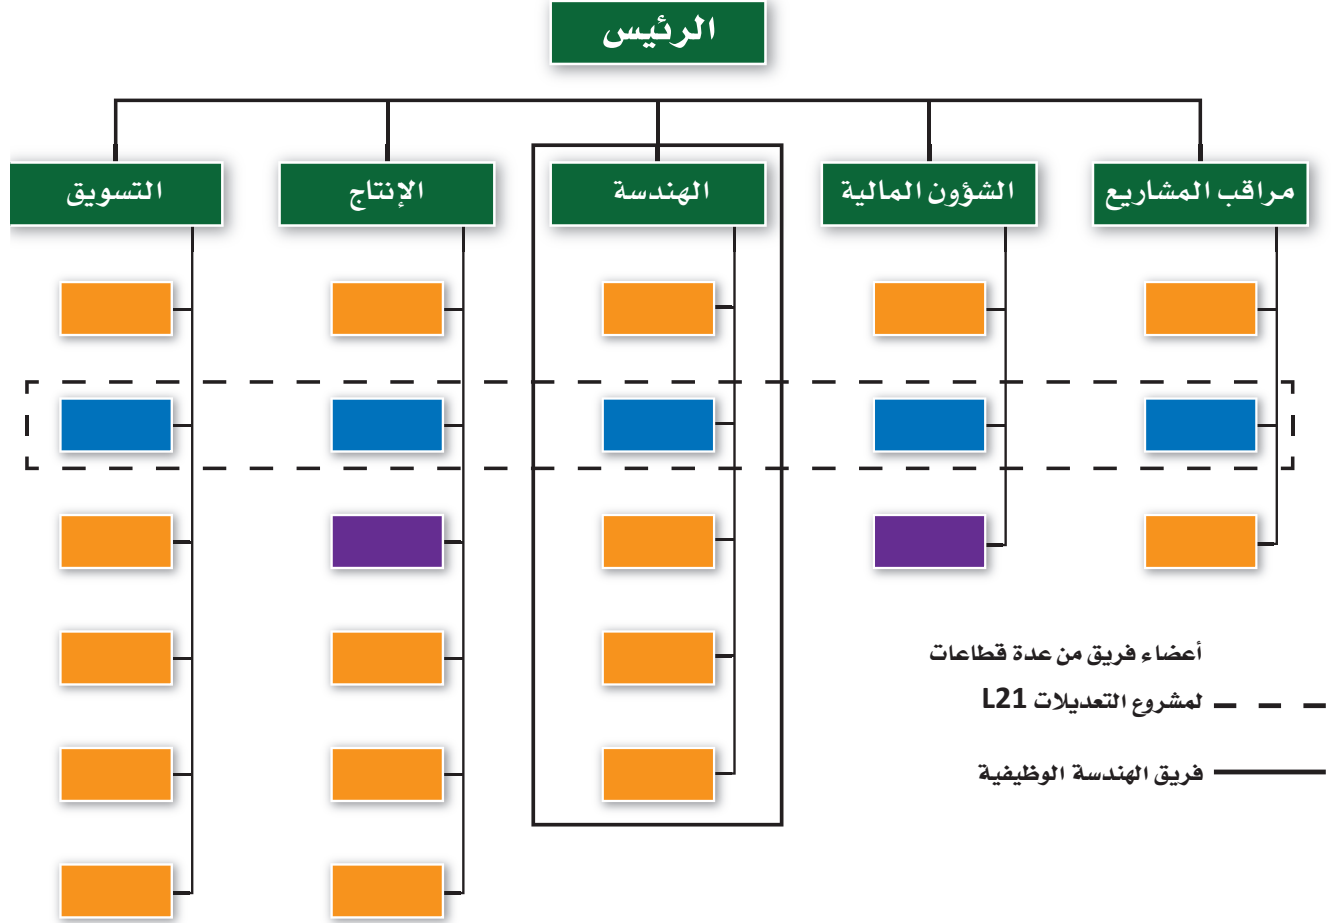 الرئيس
مراقب المشاريع
الشؤون المالية
الهندسة
الإنتاج
التسويق
أعضاء فريق من عدة قطاعات
لمشروع التعديلات L21
فريق الهندسة الوظيفية